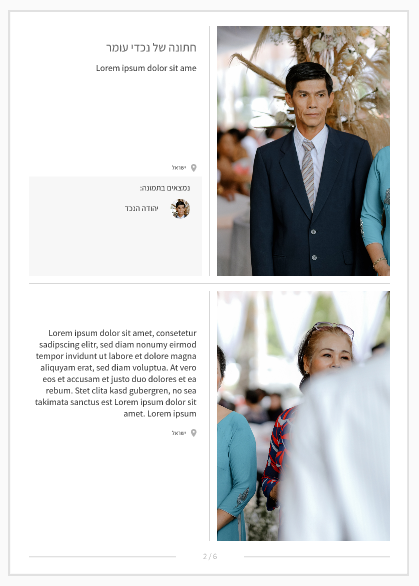 חתונה של נכדי עומר
Lorem ipsum dolor sit ame
ישראל
נמצאים בתמונה:
יהודה הנכד
Lorem ipsum dolor sit amet, consetetur
sadipscing elitr, sed diam nonumy eirmod
tempor invidunt ut labore et dolore magna
aliquyam erat, sed diam voluptua. At vero
eos et accusam et justo duo dolores et ea
rebum. Stet clita kasd gubergren, no sea
takimata sanctus est Lorem ipsum dolor sit
amet. Lorem ipsum
ישראל
2 / 6